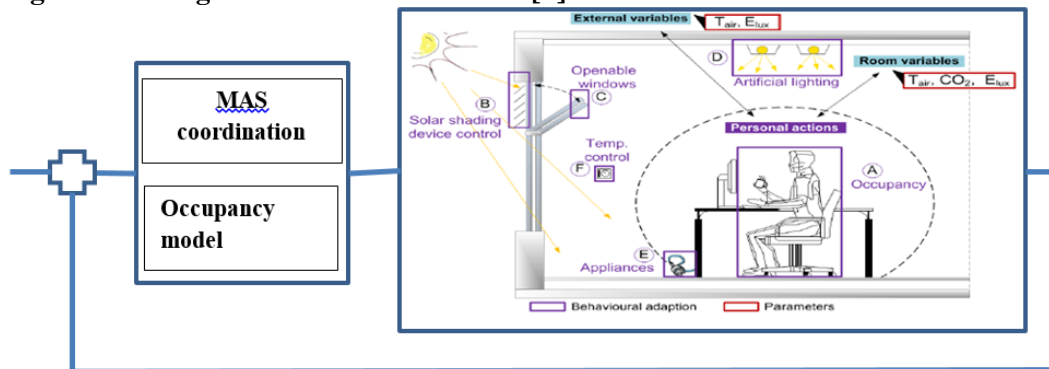 External variables
Tair, Elux
D
Room variables
Artificial lighting
Tair, CO2, Elux
Openable
windows
B
C
Solar shading
device control
Personal actions
Temp.
control
F
A
Occupancy
E
Appliances
Behavioural adaption
Parameters
MAS
coordination
Occupancy
model